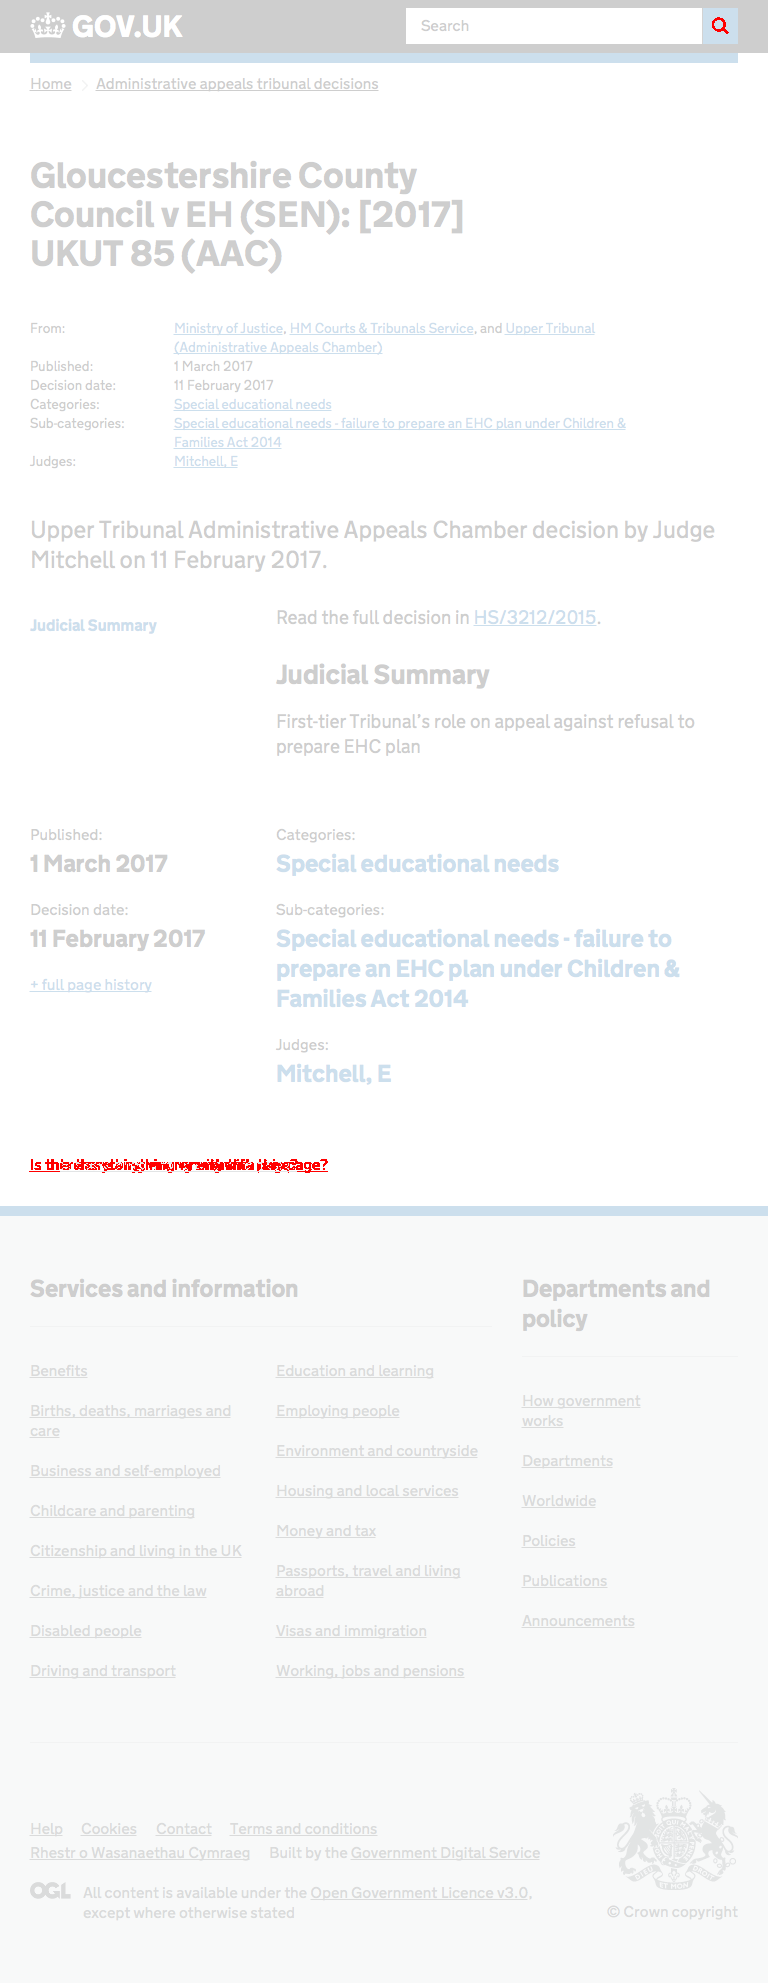 GOV.UK
Search
Home Administrative appeals tribunal decisions
Gloucestershire County
Council v EH (SEN): [2017]
UKUT 85 (AAC)
From: Ministry of Justice, HM Courts & Tribunals Service, and Upper Tribunal
(Administrative Appeals Chamber)
Published: 1 March 2017
Decision date: 11 February 2017
Categories: Special educational needs
Sub-categories: Special educational needs - failure to prepare an EHC plan under Children &
Families Act 2014
Judges: Mitchell, E
Upper Tribunal Administrative Appeals Chamber decision by Judge
Mitchell on 11 February 2017.
Judicial Summary
Read the full decision in HS/3212/2015.
Judicial Summary
First-tier Tribunal's role on appeal against refusal to
prepare EHC plan
Published:
1 March 2017
Decision date:
11 February 2017
+ full page history
Categories:
Special educational needs
Sub-categories:
Special educational needs - failure to
prepare an EHC plan under Children &
Families Act 2014
Judges:
Mitchell, E
Services and information
Benefits
Births, deaths, marriages and
care
Business and self-employed
Childcare and parenting
Citizenship and living in the UK
Crime, justice and the law
Disabled people
Driving and transport
Education and learning
Employing people
Environment and countryside
Housing and local services
Money and tax
Passports, travel and living
abroad
Visas and immigration
Working, jobs and pensions
Departments and
policy
How government
works
Departments
Worldwide
Policies
Publications
Announcements
Help Cookies Contact Terms and conditions
Rhestr o Wasanaethau Cymraeg Built by the Government Digital Service
OGL All content is available under the Open Government Licence v3.0,
except where otherwise stated
© Crown copyright